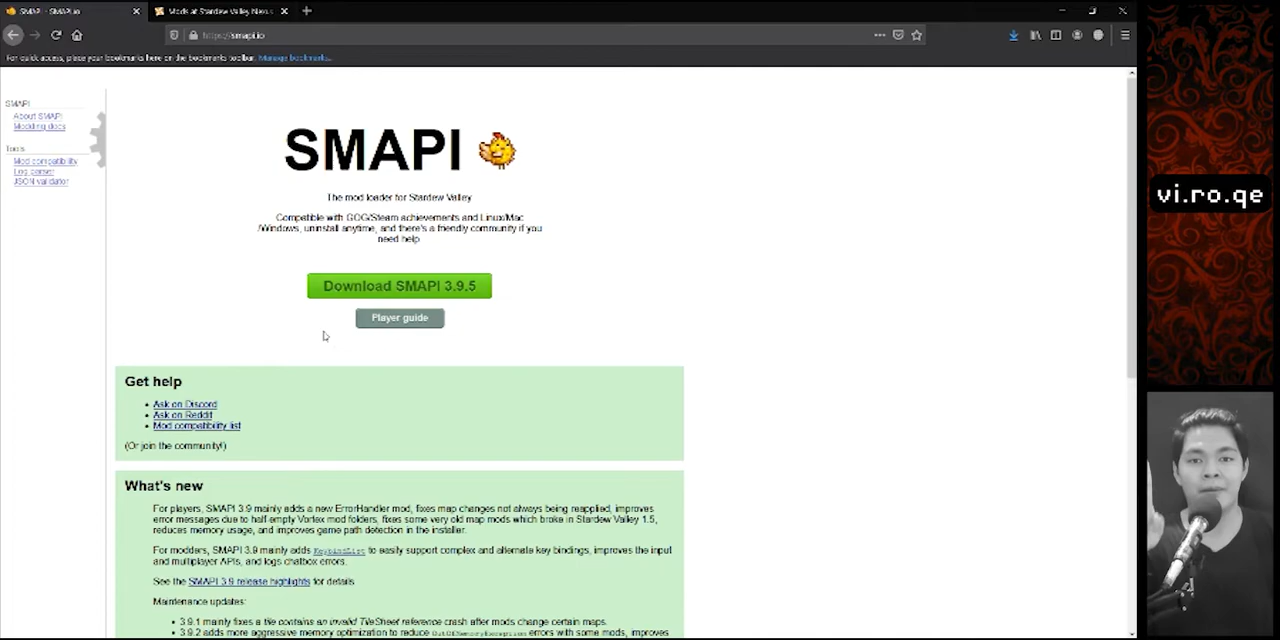 SMAPI - SMAPI.io
Mods at Stardew Valley Nexus
https://smapi.io
For quick access, place your bookmarks here on the bookmarks toolbar. Manage bookmarks...
SMAPI
About SMAPI
Modding docs
Tools
Mod compatibility
Log parser
JSON validator
SMAPI
The mod loader for Stardew Valley
Compatible with GOG/Steam achievements and Linux/Mac
/Windows, uninstall anytime, and there's a friendly community if you
need help
Download SMAPI 3.9.5
Player guide
Get help
• Ask on Discord
• Ask on Reddit
• Mod compatibility list
(Or join the community!)
What's new
For players, SMAPI 3.9 mainly adds a new ErrorHandler mod, fixes map changes not always being reapplied, improves
error messages due to half-empty Vortex mod folders, fixes some very old map mods which broke in Stardew Valley 1.5,
reduces memory usage, and improves game path detection in the installer.
For modders, SMAPI 3.9 mainly adds KeybindList to easily support complex and alternate key bindings, improves the input
and multiplayer APIs, and logs chatbox errors.
See the SMAPI 3.9 release highlights for details
Maintenance updates:
• 3.9.1 mainly fixes a tile contains an invalid TileSheet reference crash after mods change certain maps.
• 3.9.2 adds more aggressive memory optimization to reduce OutOfMemoryException errors with some mods, improves
vi.ro.qe